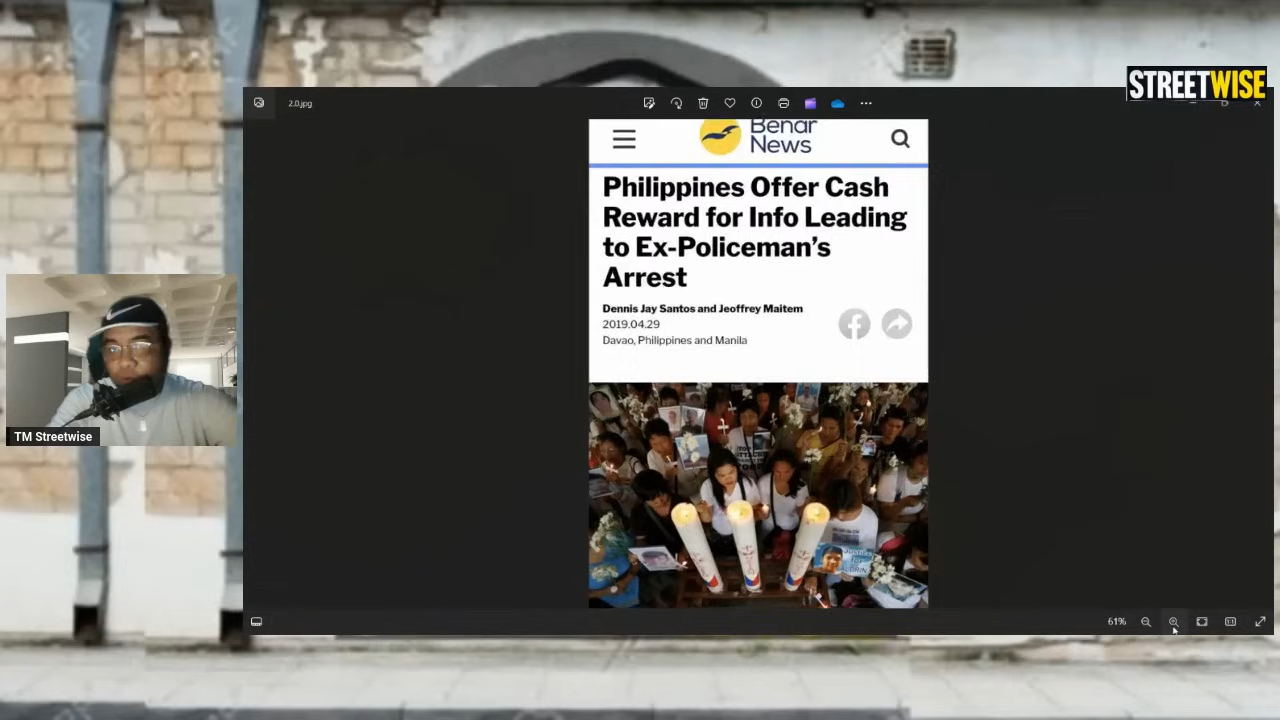 STREETWISE
2.0.jpg
Benar
News
Philippines Offer Cash
Reward for Info Leading
to Ex-Policeman's
Arrest
Dennis Jay Santos and Jeoffrey Maitem
2019.04.29
Davao, Philippines and Manila
TM Streetwise
61%